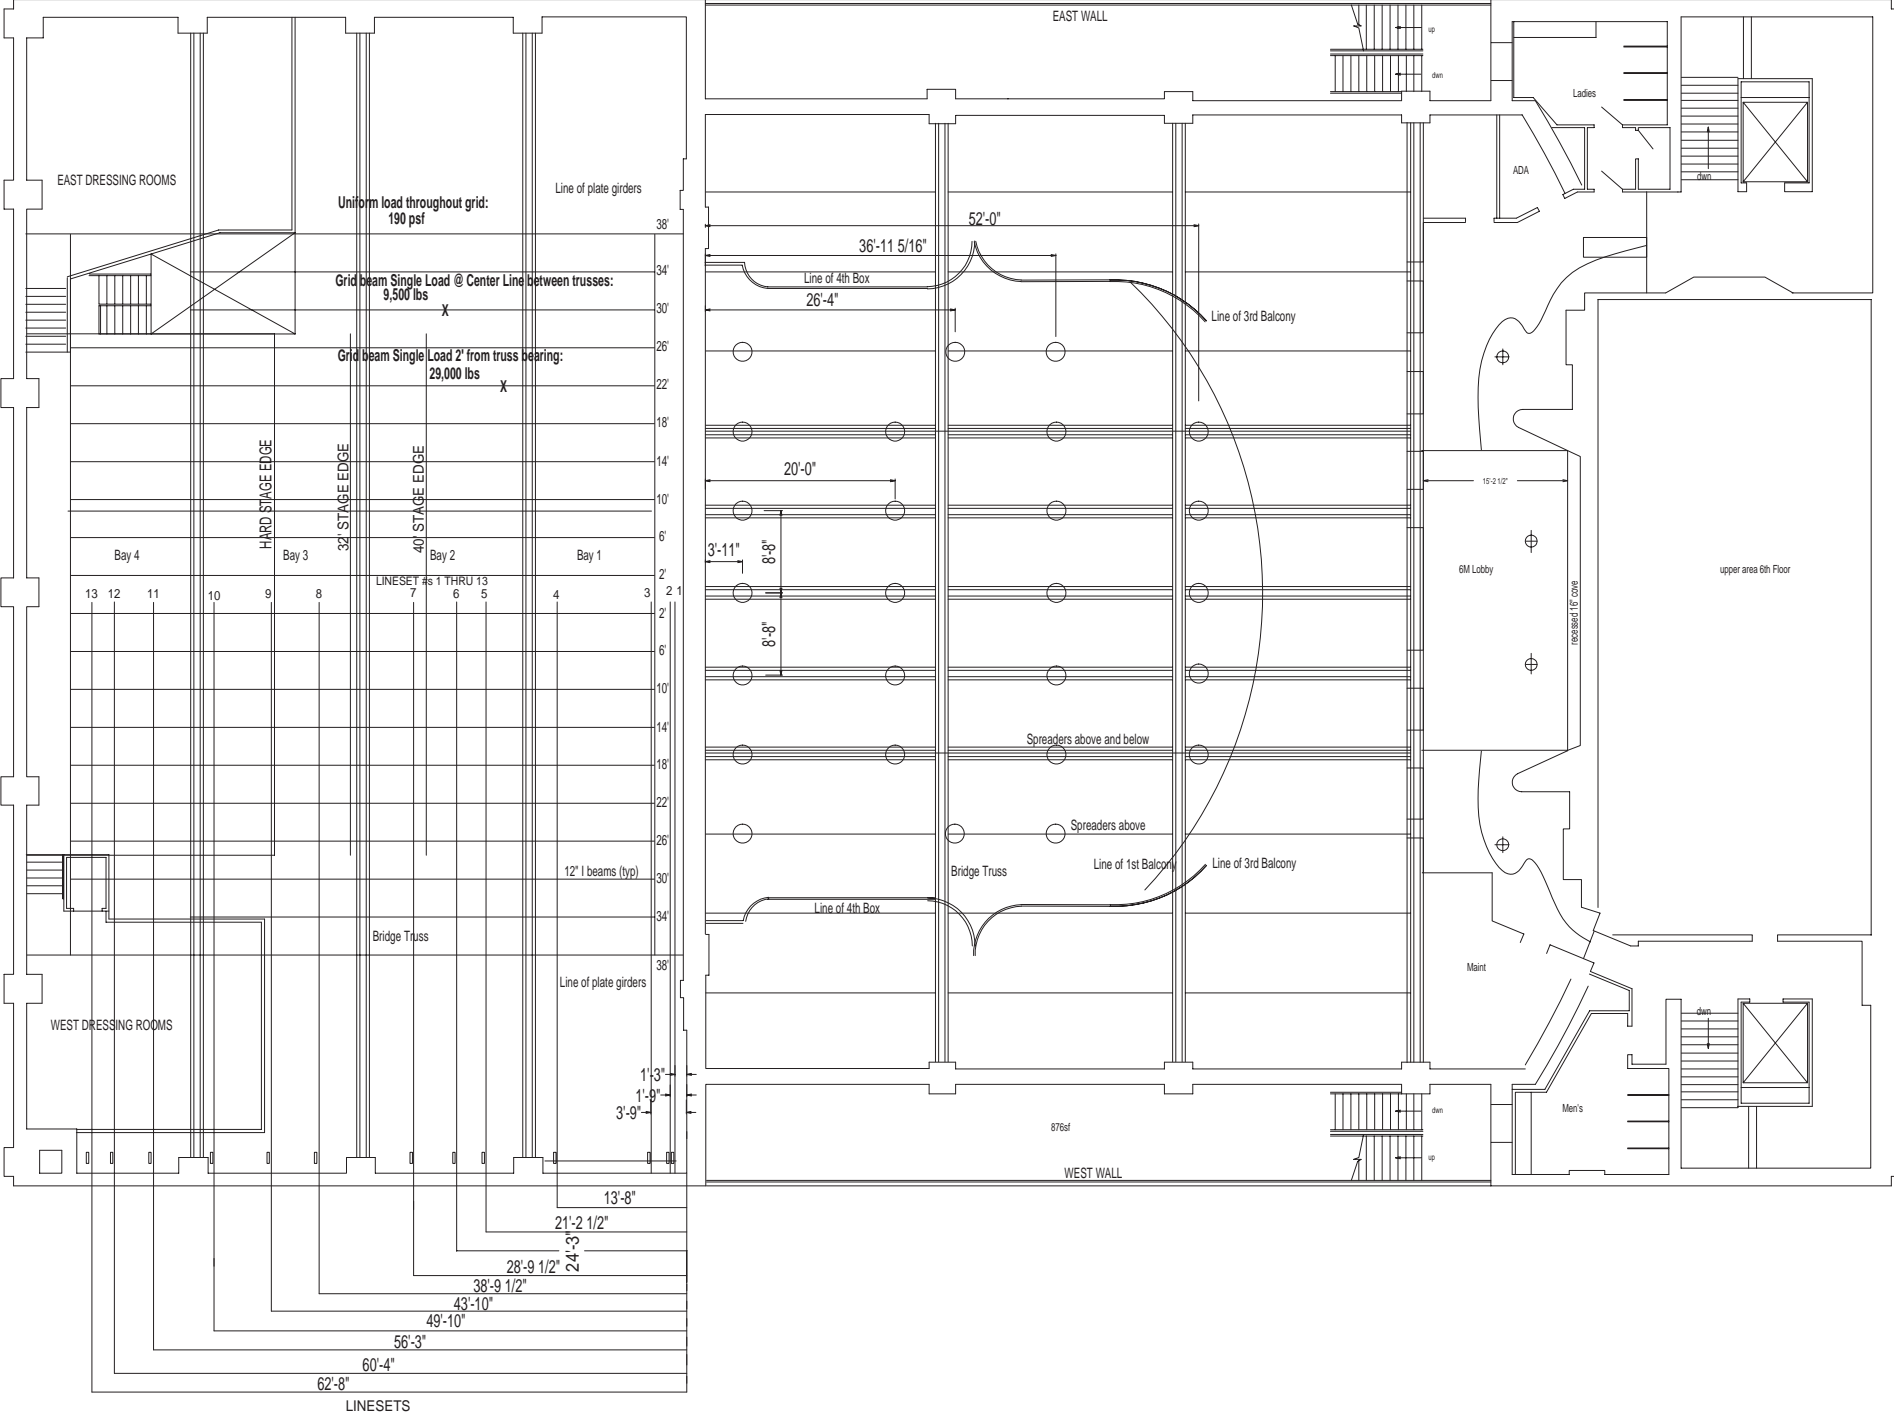 EAST WALL
up
dwn
Ladies
ADA
dwn
EAST DRESSING ROOMS
Uniform load throughout grid:
190 psf
Line of plate girders
38'
34'
30'
26'
22'
18'
14'
10'
6'
2'
2'
6'
10'
14'
18'
22'
26'
30'
34'
38'
Grid beam Single Load @ Center Line between trusses:
9,500 lbs
X
Grid beam Single Load 2' from truss bearing:
29,000 lbs
X
HARD STAGE EDGE
32' STAGE EDGE
40' STAGE EDGE
Bay 4
Bay 3
Bay 2
Bay 1
LINESET #s 1 THRU 13
13 12 11 10 9 8 7 6 5 4 3 2 1
12" I beams (typ)
Bridge Truss
Line of plate girders
WEST DRESSING ROOMS
1'-3"
1'-9"
3'-9"
13'-8"
21'-2 1/2"
24'-3"
28'-9 1/2"
38'-9 1/2"
43'-10"
49'-10"
56'-3"
60'-4"
62'-8"
LINESETS
52'-0"
36'-11 5/16"
Line of 4th Box
26'-4"
Line of 3rd Balcony
20'-0"
3'-11"
8'-8"
8'-8"
Spreaders above and below
Spreaders above
Bridge Truss
Line of 1st Balcony
Line of 3rd Balcony
Line of 4th Box
15'-2 1/2"
6M Lobby
recessed 16" cove
upper area 6th Floor
Maint
dwn
Men's
876sf
dwn
up
WEST WALL